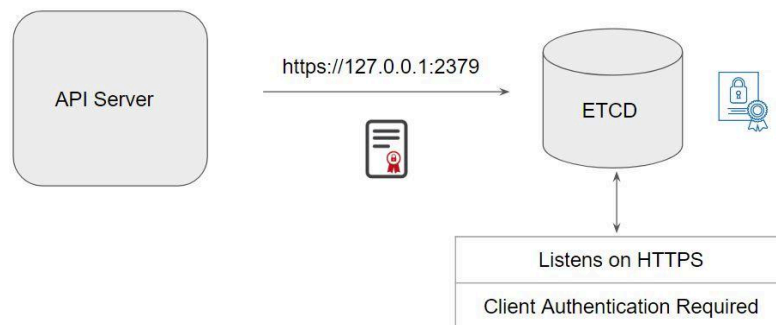 https://127.0.0.1:2379
API Server
ETCD
Listens on HTTPS
Client Authentication Required